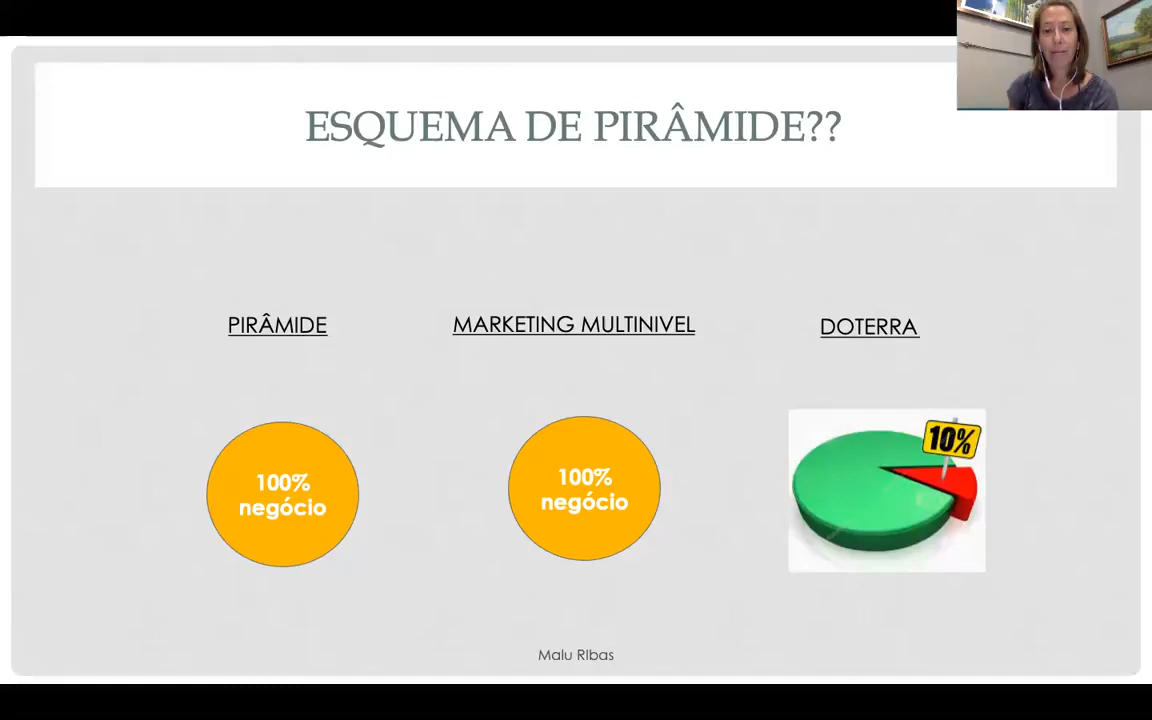 ESQUEMA DE PIRÂMIDE??
PIRÂMIDE
MARKETING MULTINIVEL
DOTERRA
100%
negócio
100%
negócio
10%
Malu RIbas